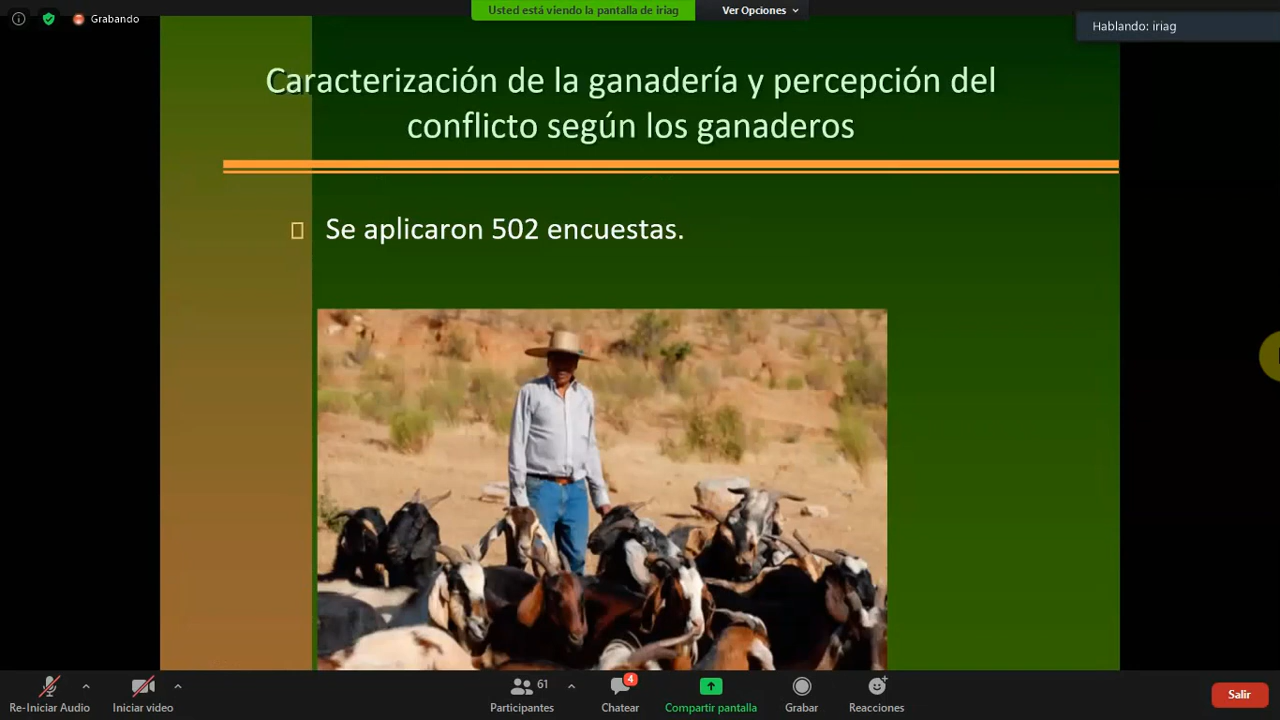 Grabando
Usted está viendo la pantalla de iriag
Ver Opciones
Hablando: iriag
Caracterización de la ganadería y percepción del
conflicto según los ganaderos
Se aplicaron 502 encuestas.
Re-Iniciar Audio
Iniciar video
61
Participantes
4
Chatear
Compartir pantalla
Grabar
Reacciones
Salir